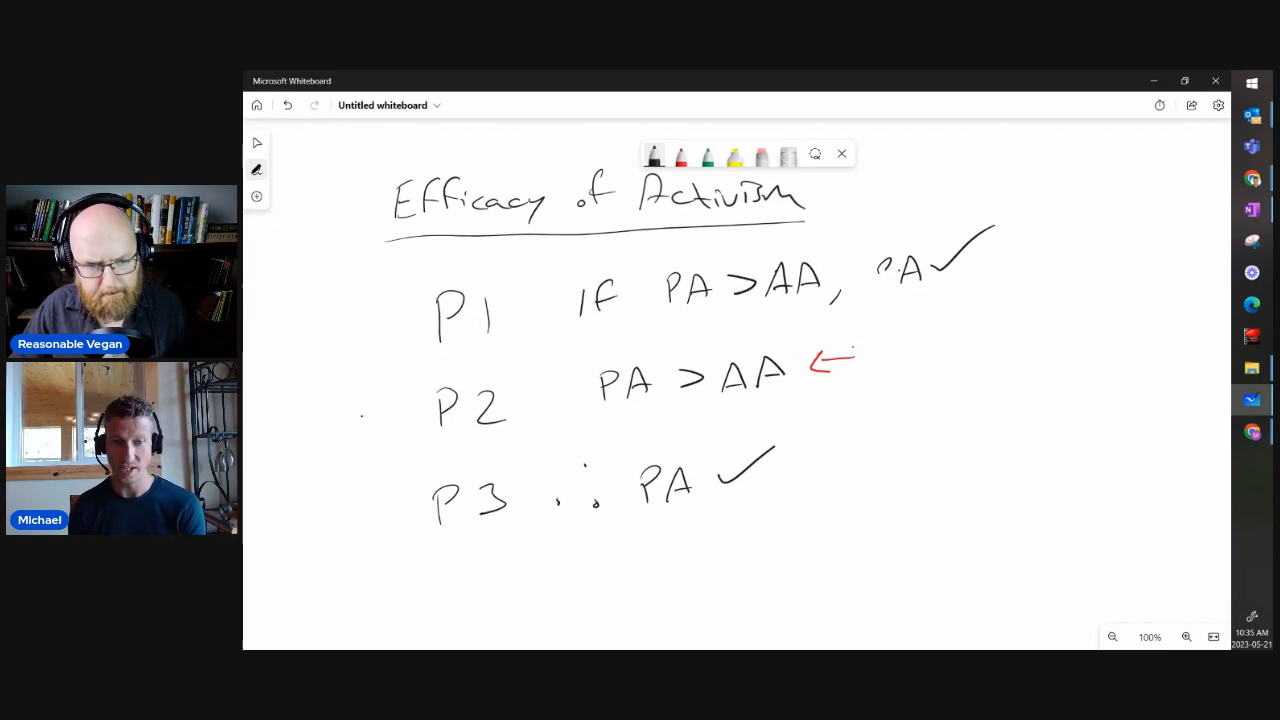 Microsoft Whiteboard
Untitled whiteboard
Efficacy of Activism
P1 If PA > AA, PA ✓
P2 PA > AA ←
P3 ∴ PA ✓
Reasonable Vegan
Michael
100%
10:35 AM
2023-05-21